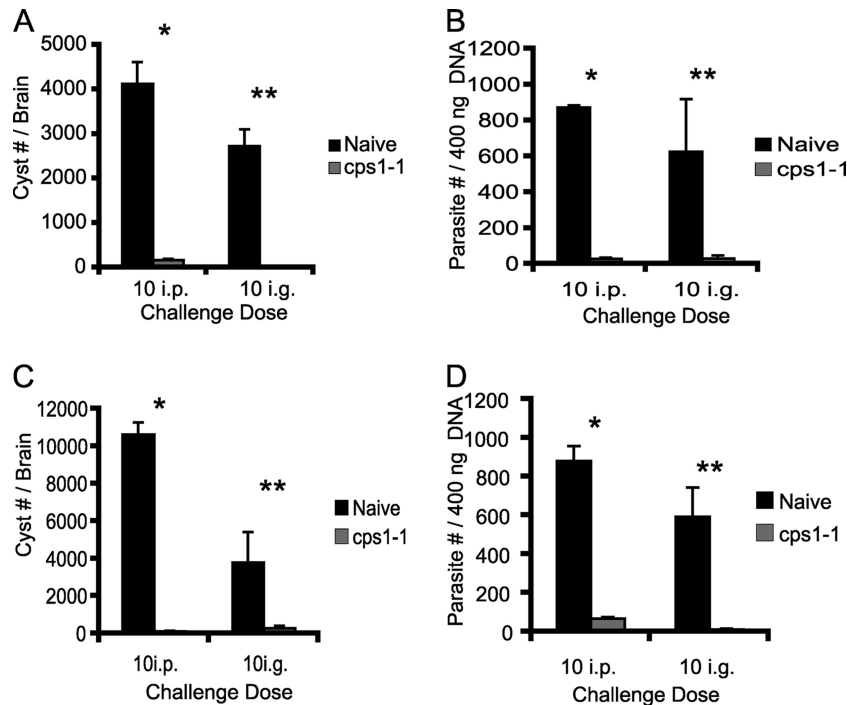 A
*
5000
4000
3000
2000
1000
0
**
Cyst # / Brain
Naive
cps1-1
10 i.p.
10 i.g.
Challenge Dose
B
1200
1000
800
600
400
200
0
*
**
Parasite # / 400 ng DNA
Naive
cps1-1
10 i.p.
10 i.g.
Challenge Dose
C
12000
10000
8000
6000
4000
2000
0
*
**
Cyst # / Brain
Naive
cps1-1
10i.p.
10i.g.
Challenge Dose
D
1200
1000
800
600
400
200
0
*
**
Parasite # / 400 ng DNA
Naive
cps1-1
10 i.p.
10 i.g.
Challenge Dose